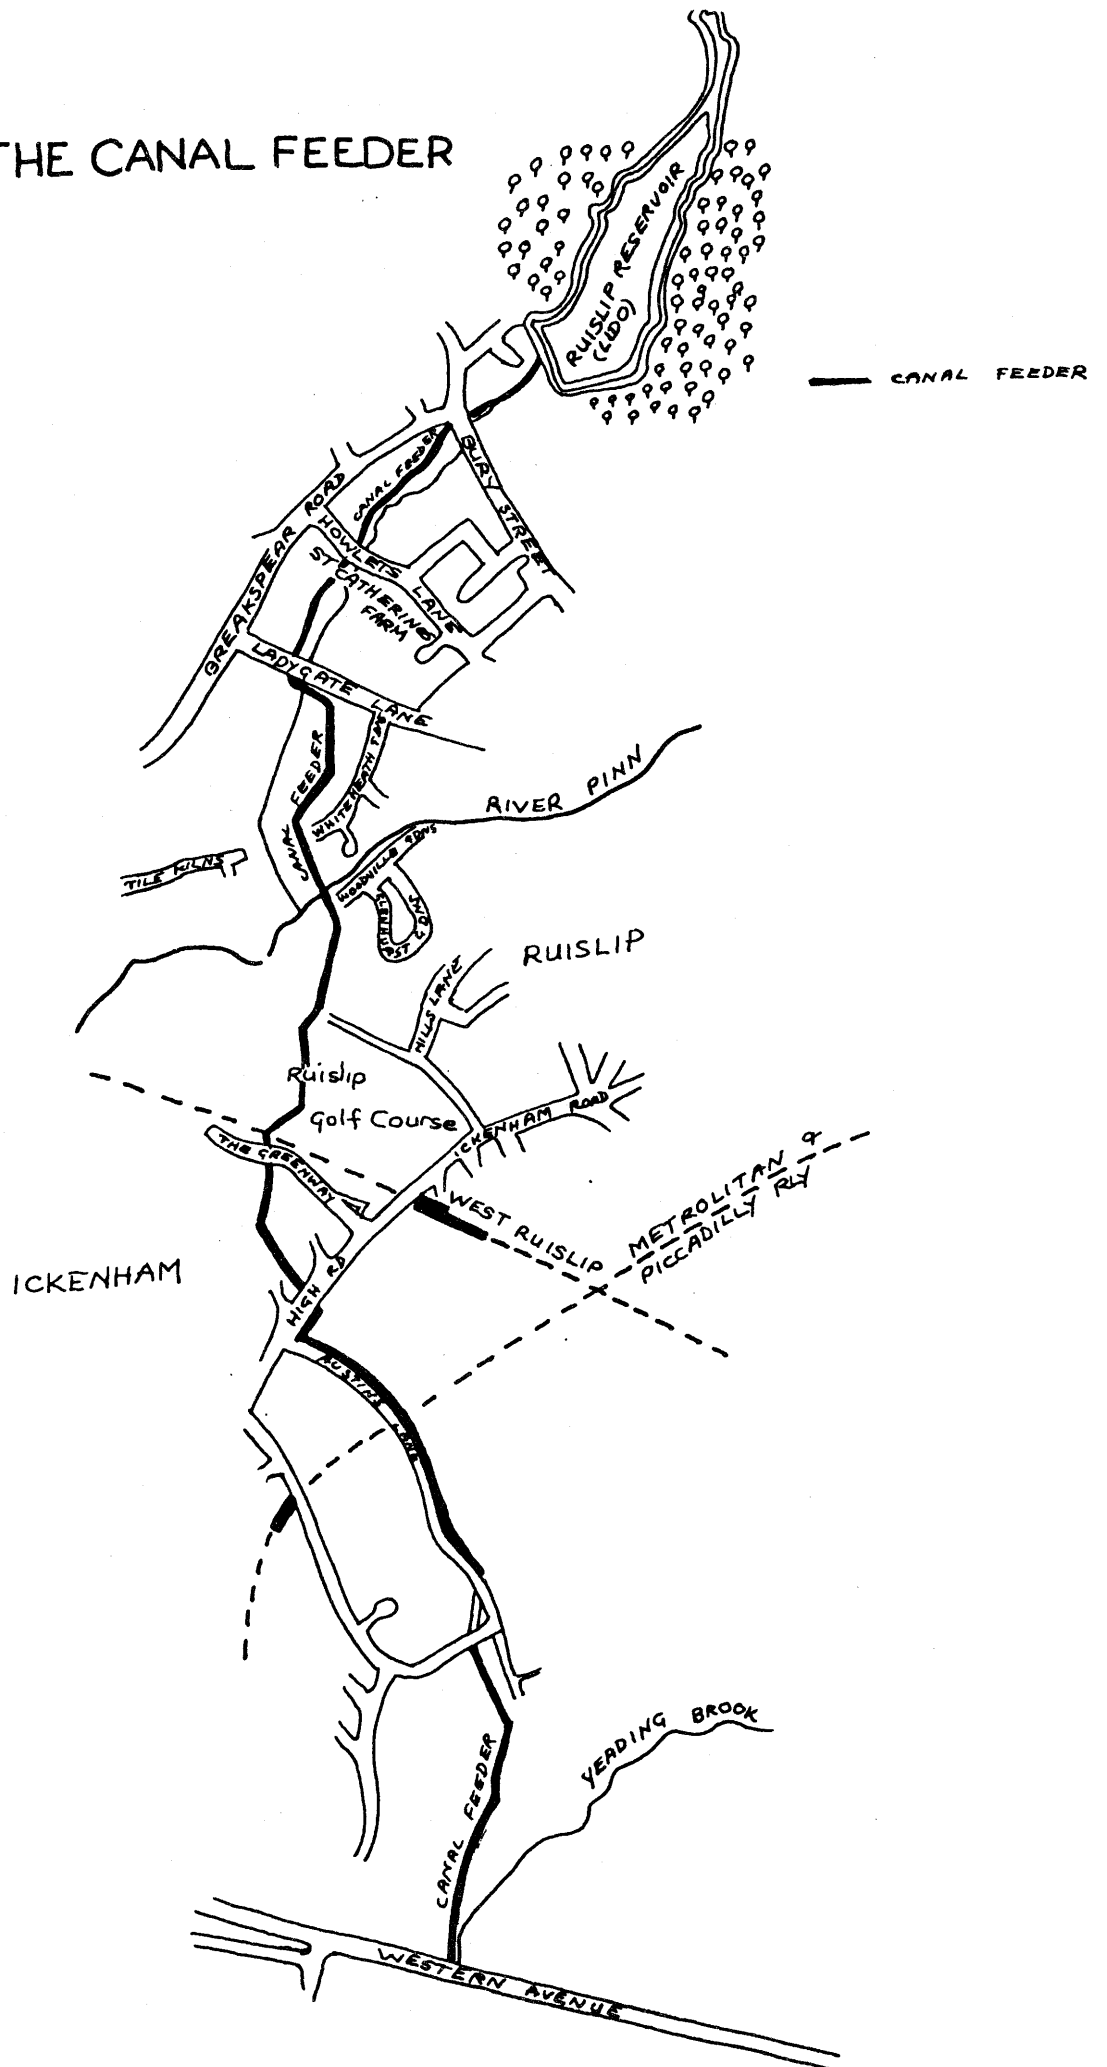 THE CANAL FEEDER
RUISLIP RESERVOIR
(LIDO)
CANAL FEEDER
CANAL FEEDER
BURY STREET
BREAKSPEAR ROAD
HOWLETS LANE
ST CATHERINES
FARM
LADYGATE LANE
CANAL FEEDER
WHITEHEATH
RIVER PINN
TILE KILNS
WOODVILLE GDNS
RUISLIP
HILLS LANE
Ruislip
Golf Course
ICKENHAM ROAD
THE GREENWAY
WEST RUISLIP
METROLITAN &
PICCADILLY RLY
ICKENHAM
HIGH RD
AUSTINS LANE
YEADING BROOK
CANAL FEEDER
WESTERN AVENUE